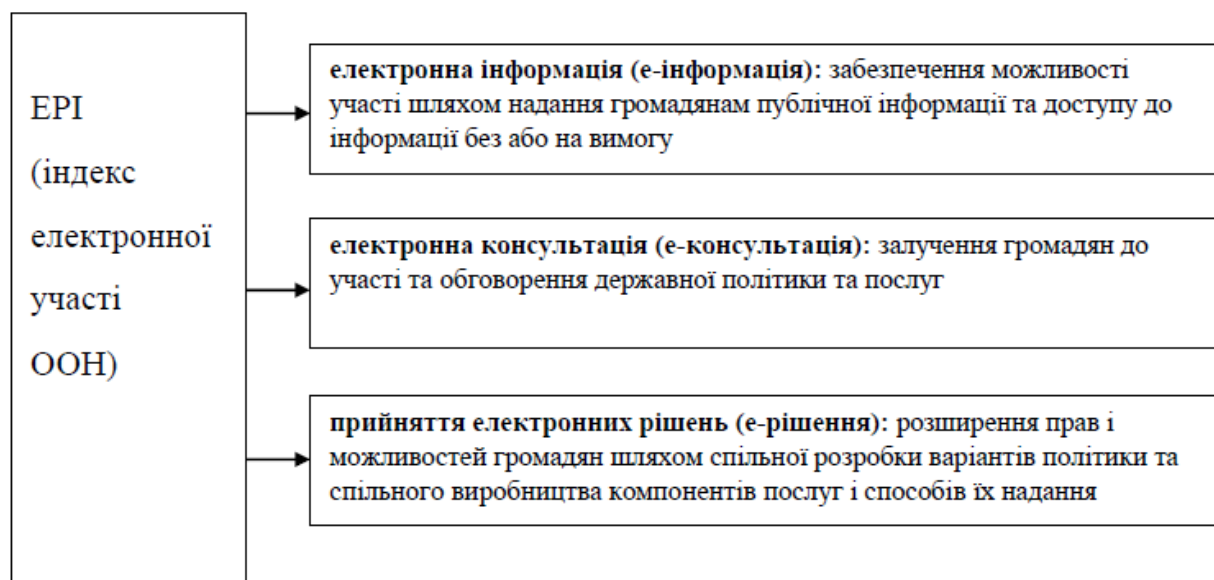 EPI
(індекс
електронної
участі
ООН)
електронна інформація (е-інформація): забезпечення можливості
участі шляхом надання громадянам публічної інформації та доступу до
інформації без або на вимогу
електронна консультація (е-консультація): залучення громадян до
участі та обговорення державної політики та послуг
прийняття електронних рішень (е-рішення): розширення прав і
можливостей громадян шляхом спільної розробки варіантів політики та
спільного виробництва компонентів послуг і способів їх надання